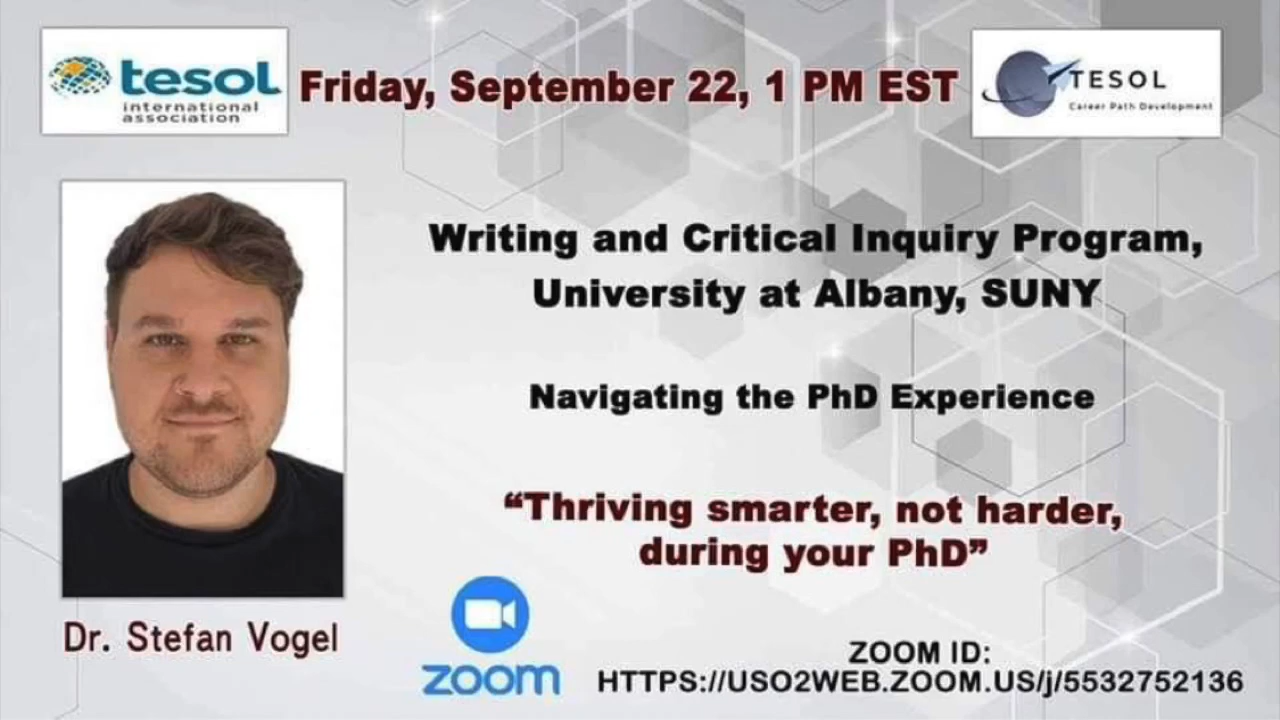 tesol
international
association
Friday, September 22, 1 PM EST
TESOL
Career Path Development
Writing and Critical Inquiry Program,
University at Albany, SUNY
Navigating the PhD Experience
“Thriving smarter, not harder,
during your PhD”
Dr. Stefan Vogel
zoom
ZOOM ID:
HTTPS://USO2WEB.ZOOM.US/j/5532752136